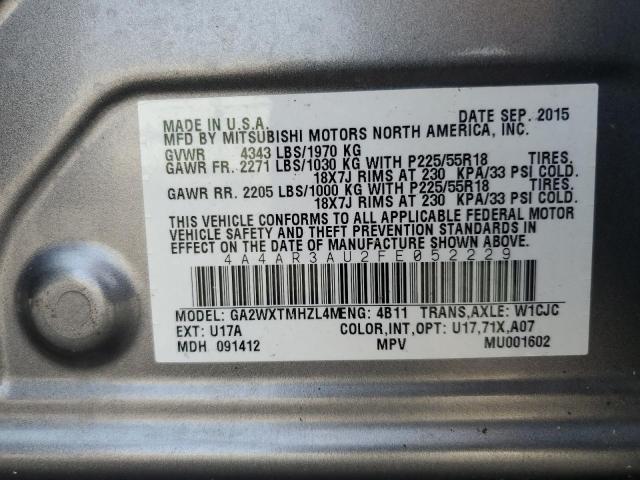 MADE IN U.S.A. DATE SEP. 2015
MFD BY MITSUBISHI MOTORS NORTH AMERICA, INC.
GVWR 4343 LBS/1970 KG
GAWR FR. 2271 LBS/1030 KG WITH P225/55R18 TIRES,
18X7J RIMS AT 230 KPA/33 PSI COLD.
GAWR RR. 2205 LBS/1000 KG WITH P225/55R18 TIRES,
18X7J RIMS AT 230 KPA/33 PSI COLD.
THIS VEHICLE CONFORMS TO ALL APPLICABLE FEDERAL MOTOR
VEHICLE SAFETY AND THEFT PREVENTION STANDARDS IN
EFFECT ON THE DATE OF MANUFACTURE SHOWN ABOVE.
4A4AR3AU2FE052229
MODEL: GA2WXTMHZL4M ENG: 4B11 TRANS,AXLE: W1CJC
EXT: U17A COLOR,INT,OPT: U17,71X,A07
MDH 091412 MPV MU001602